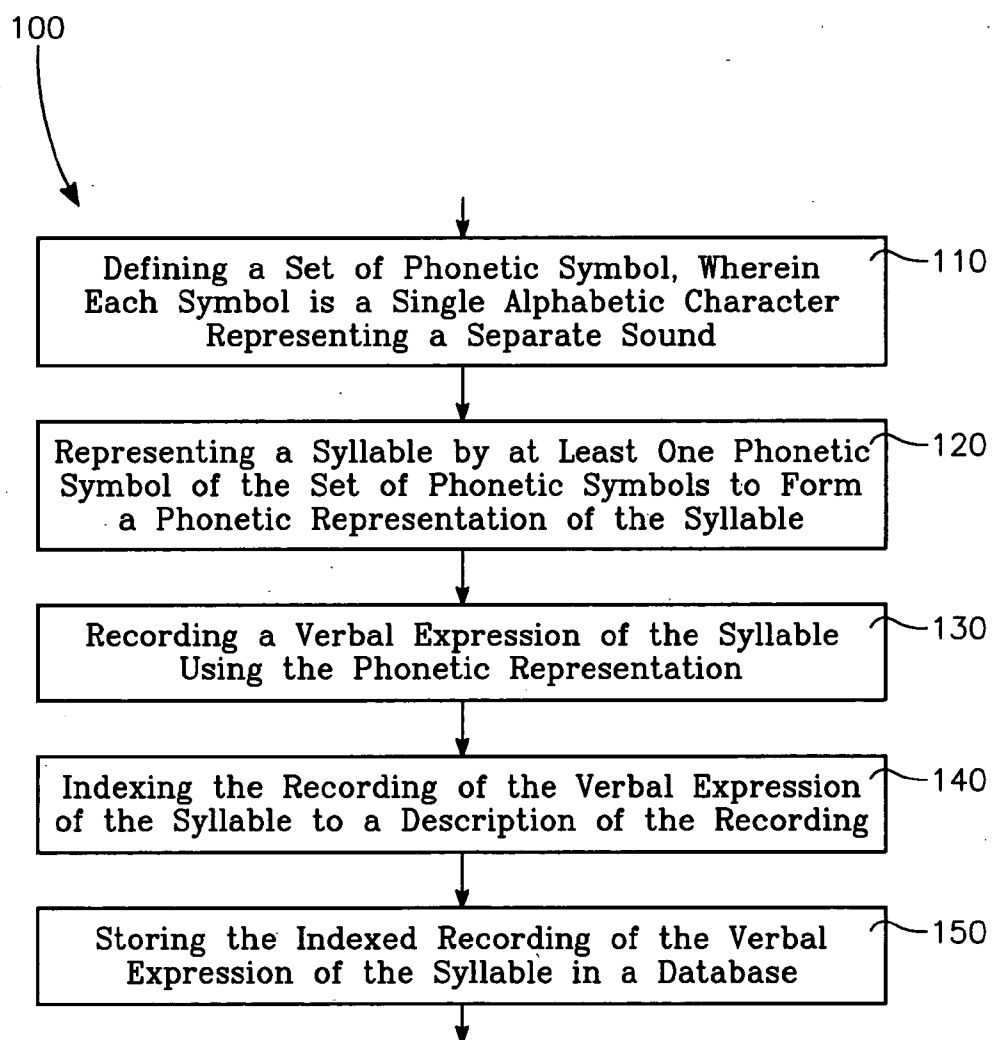 100
Defining a Set of Phonetic Symbol, Wherein
Each Symbol is a Single Alphabetic Character
Representing a Separate Sound
110
Representing a Syllable by at Least One Phonetic
Symbol of the Set of Phonetic Symbols to Form
a Phonetic Representation of the Syllable
120
Recording a Verbal Expression of the Syllable
Using the Phonetic Representation
130
Indexing the Recording of the Verbal Expression
of the Syllable to a Description of the Recording
140
Storing the Indexed Recording of the Verbal
Expression of the Syllable in a Database
150